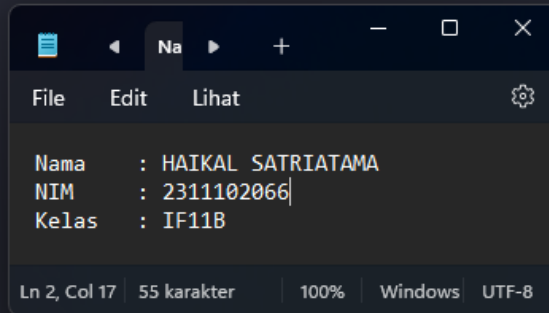 Na
File Edit Lihat
Nama : HAIKAL SATRIATAMA
NIM : 2311102066
Kelas : IF11B
Ln 2, Col 17 55 karakter 100% Windows UTF-8